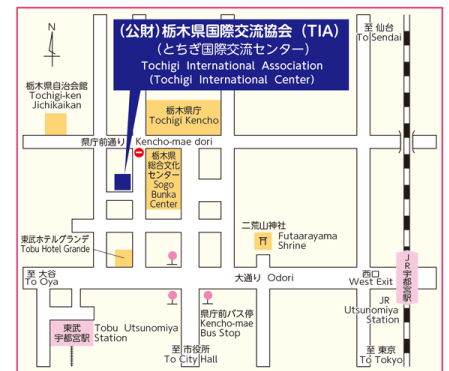 (公財)栃木県国際交流協会(TIA)
(とちぎ国際交流センター)
Tochigi International Association
(Tochigi International Center)
N
至 仙台
To Sendai
栃木県自治会館
Tochigi-ken
Jichikaikan
栃木県庁
Tochigi Kencho
県庁前通り Kencho-mae dori
栃木県
総合文化
センター
Sogo
Bunka
Center
東武ホテルグランデ
Tobu Hotel Grande
二荒山神社
Futaarayama
Shrine
至 大谷
To Oya
大通り Odori
西口
West Exit
JR宇都宮駅
JR
Utsunomiya
Station
県庁前バス停
Kencho-mae
Bus Stop
東武
宇都宮駅
Tobu Utsunomiya
Station
至 市役所
To City Hall
至 東京
To Tokyo